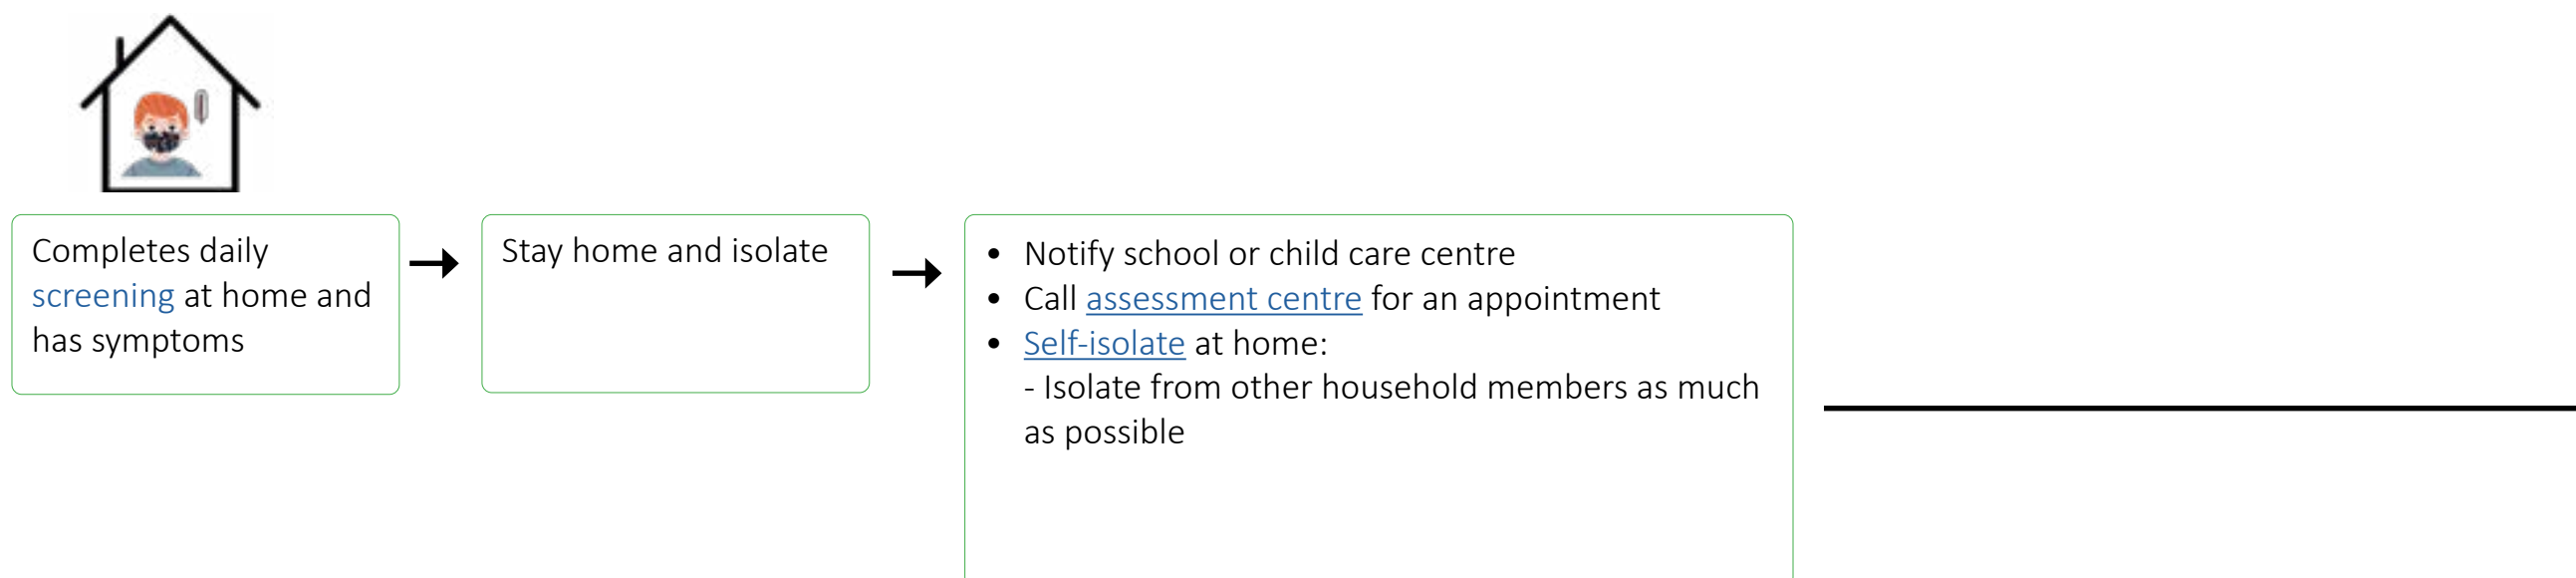 Completes daily
screening at home and
has symptoms
Stay home and isolate
• Notify school or child care centre
• Call assessment centre for an appointment
• Self-isolate at home:
- Isolate from other household members as much
as possible